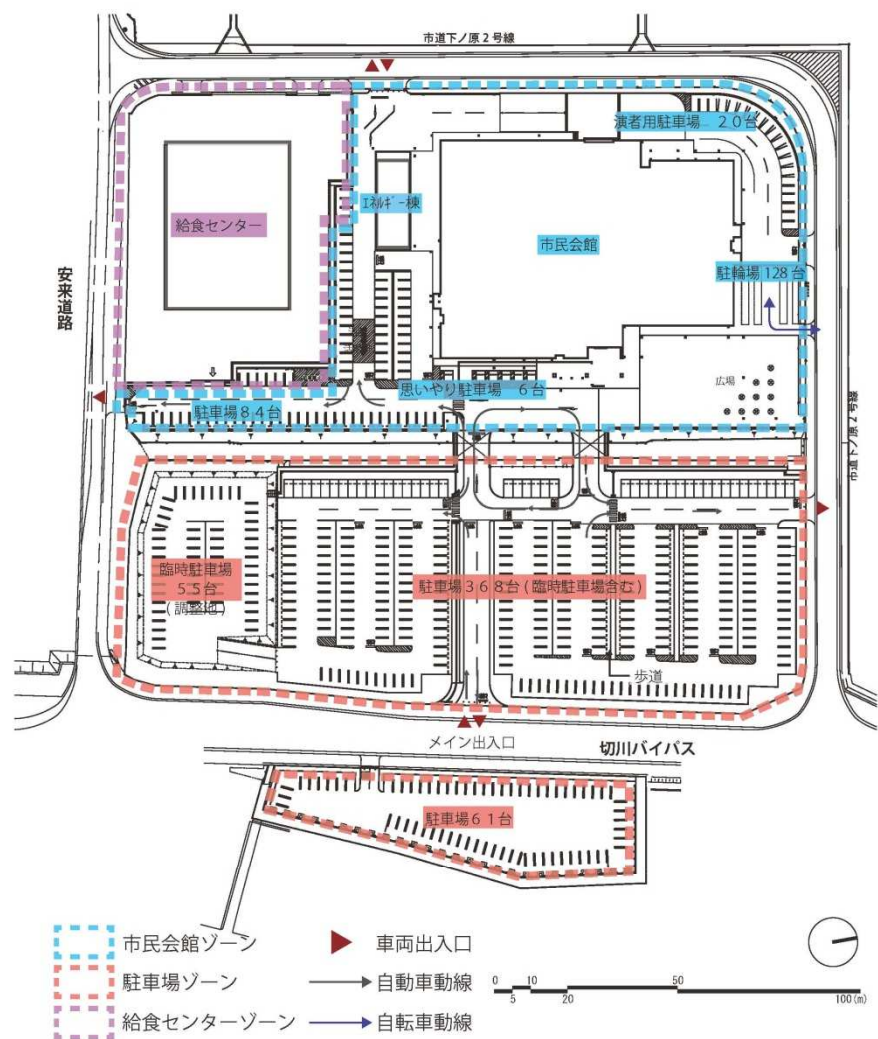 市道下ノ原2号線
演者用駐車場 20台
給食センター
エネルギー棟
市民会館
安来道路
駐輪場128台
広場
思いやり駐車場 6台
駐車場84台
市道下ノ原2号線
臨時駐車場
55台
(調整池)
駐車場368台(臨時駐車場含む)
歩道
メイン出入口
切川バイパス
駐車場61台
市民会館ゾーン
車両出入口
駐車場ゾーン
自動車動線
給食センターゾーン
自転車動線
0 10 50
5 20 100(m)